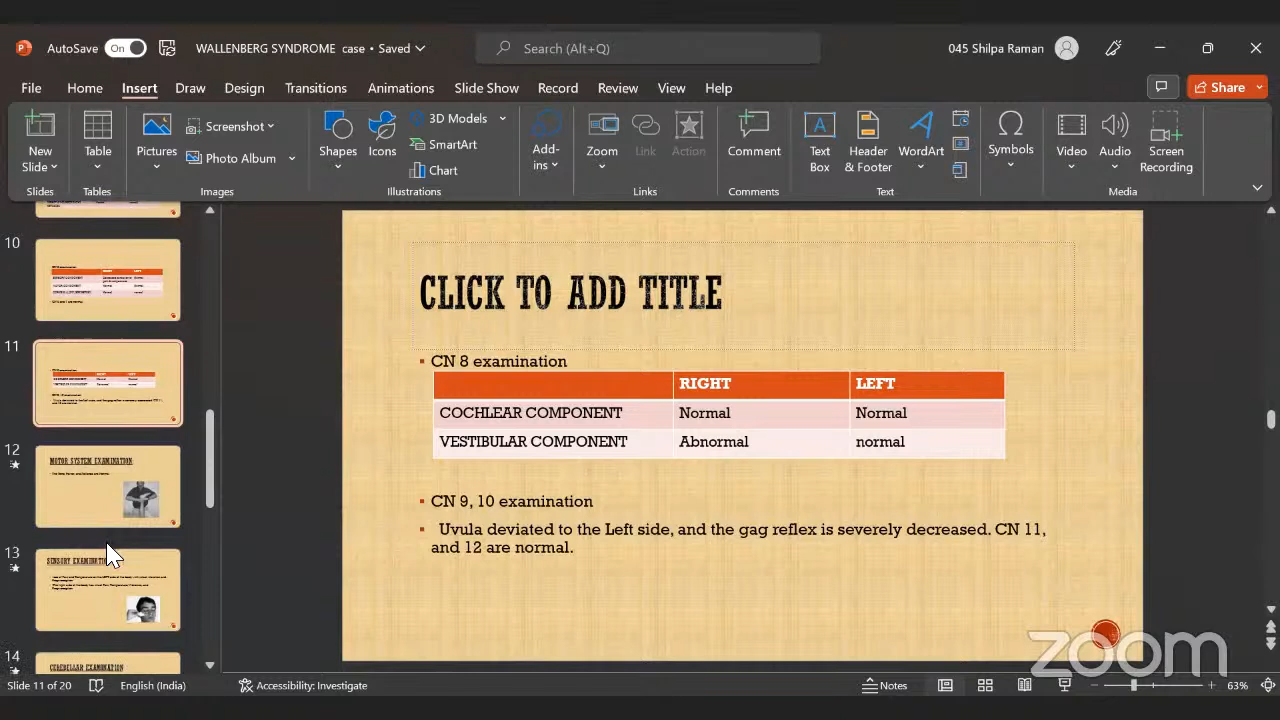 AutoSave On WALLENBERG SYNDROME case • Saved Search (Alt+Q) 045 Shilpa Raman
File Home Insert Draw Design Slide Show Transitions Animations Slide Show Record Review View Help Share
New Slide
Table
Pictures
Screenshot
Photo Album
Shapes
Icons
3D Models
SmartArt
Chart
Add-ins
Zoom
Link
Action
Comment
Text Box
Header & Footer
WordArt
Symbols
Video
Audio
Screen Recording
Slides Tables Images Illustrations Links Comments Text Media
10
11
12
MOTOR SYSTEM EXAMINATION
13
SENSORY EXAMINATION
14
CEREBELLAR EXAMINATION
CLICK TO ADD TITLE
CN 8 examination
RIGHT LEFT
COCHLEAR COMPONENT Normal Normal
VESTIBULAR COMPONENT Abnormal normal
CN 9, 10 examination
Uvula deviated to the Left side, and the gag reflex is severely decreased. CN 11,
and 12 are normal.
zoom
Slide 11 of 20 English (India) Accessibility: Investigate Notes 63%